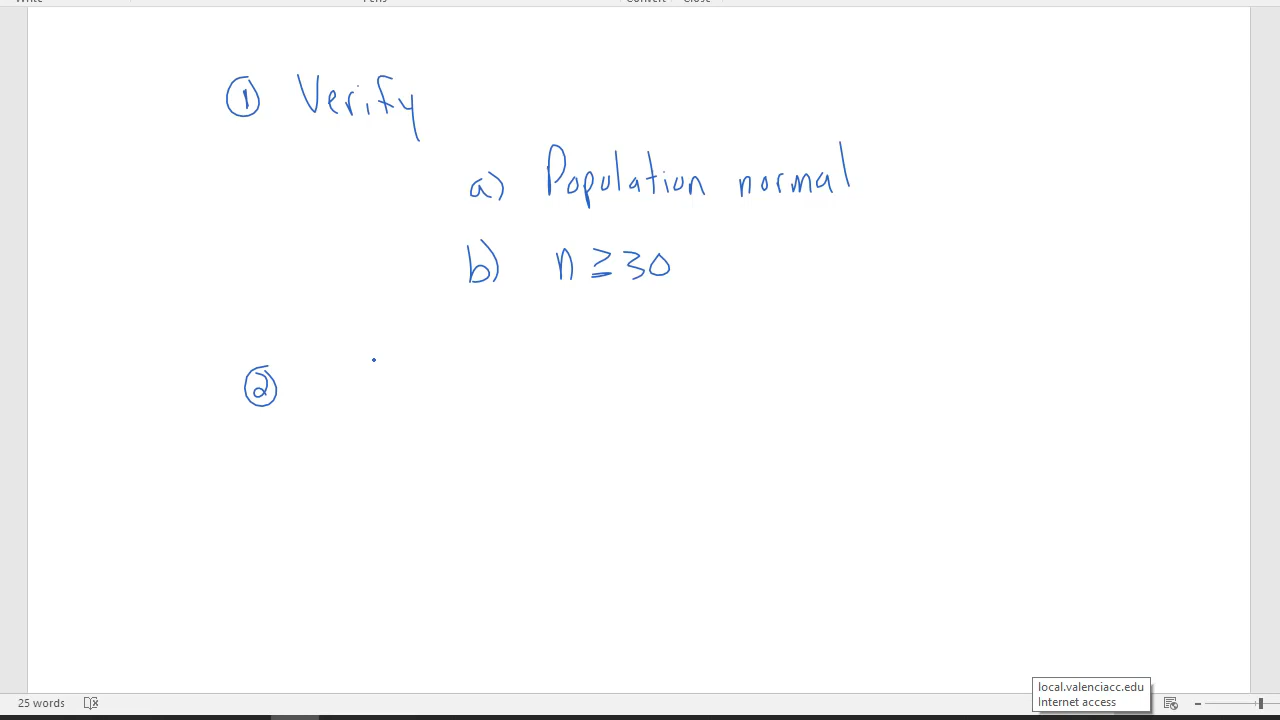 ① Verify
a) Population normal
b) n ≥ 30
②
25 words
local.valenciacc.edu
Internet access